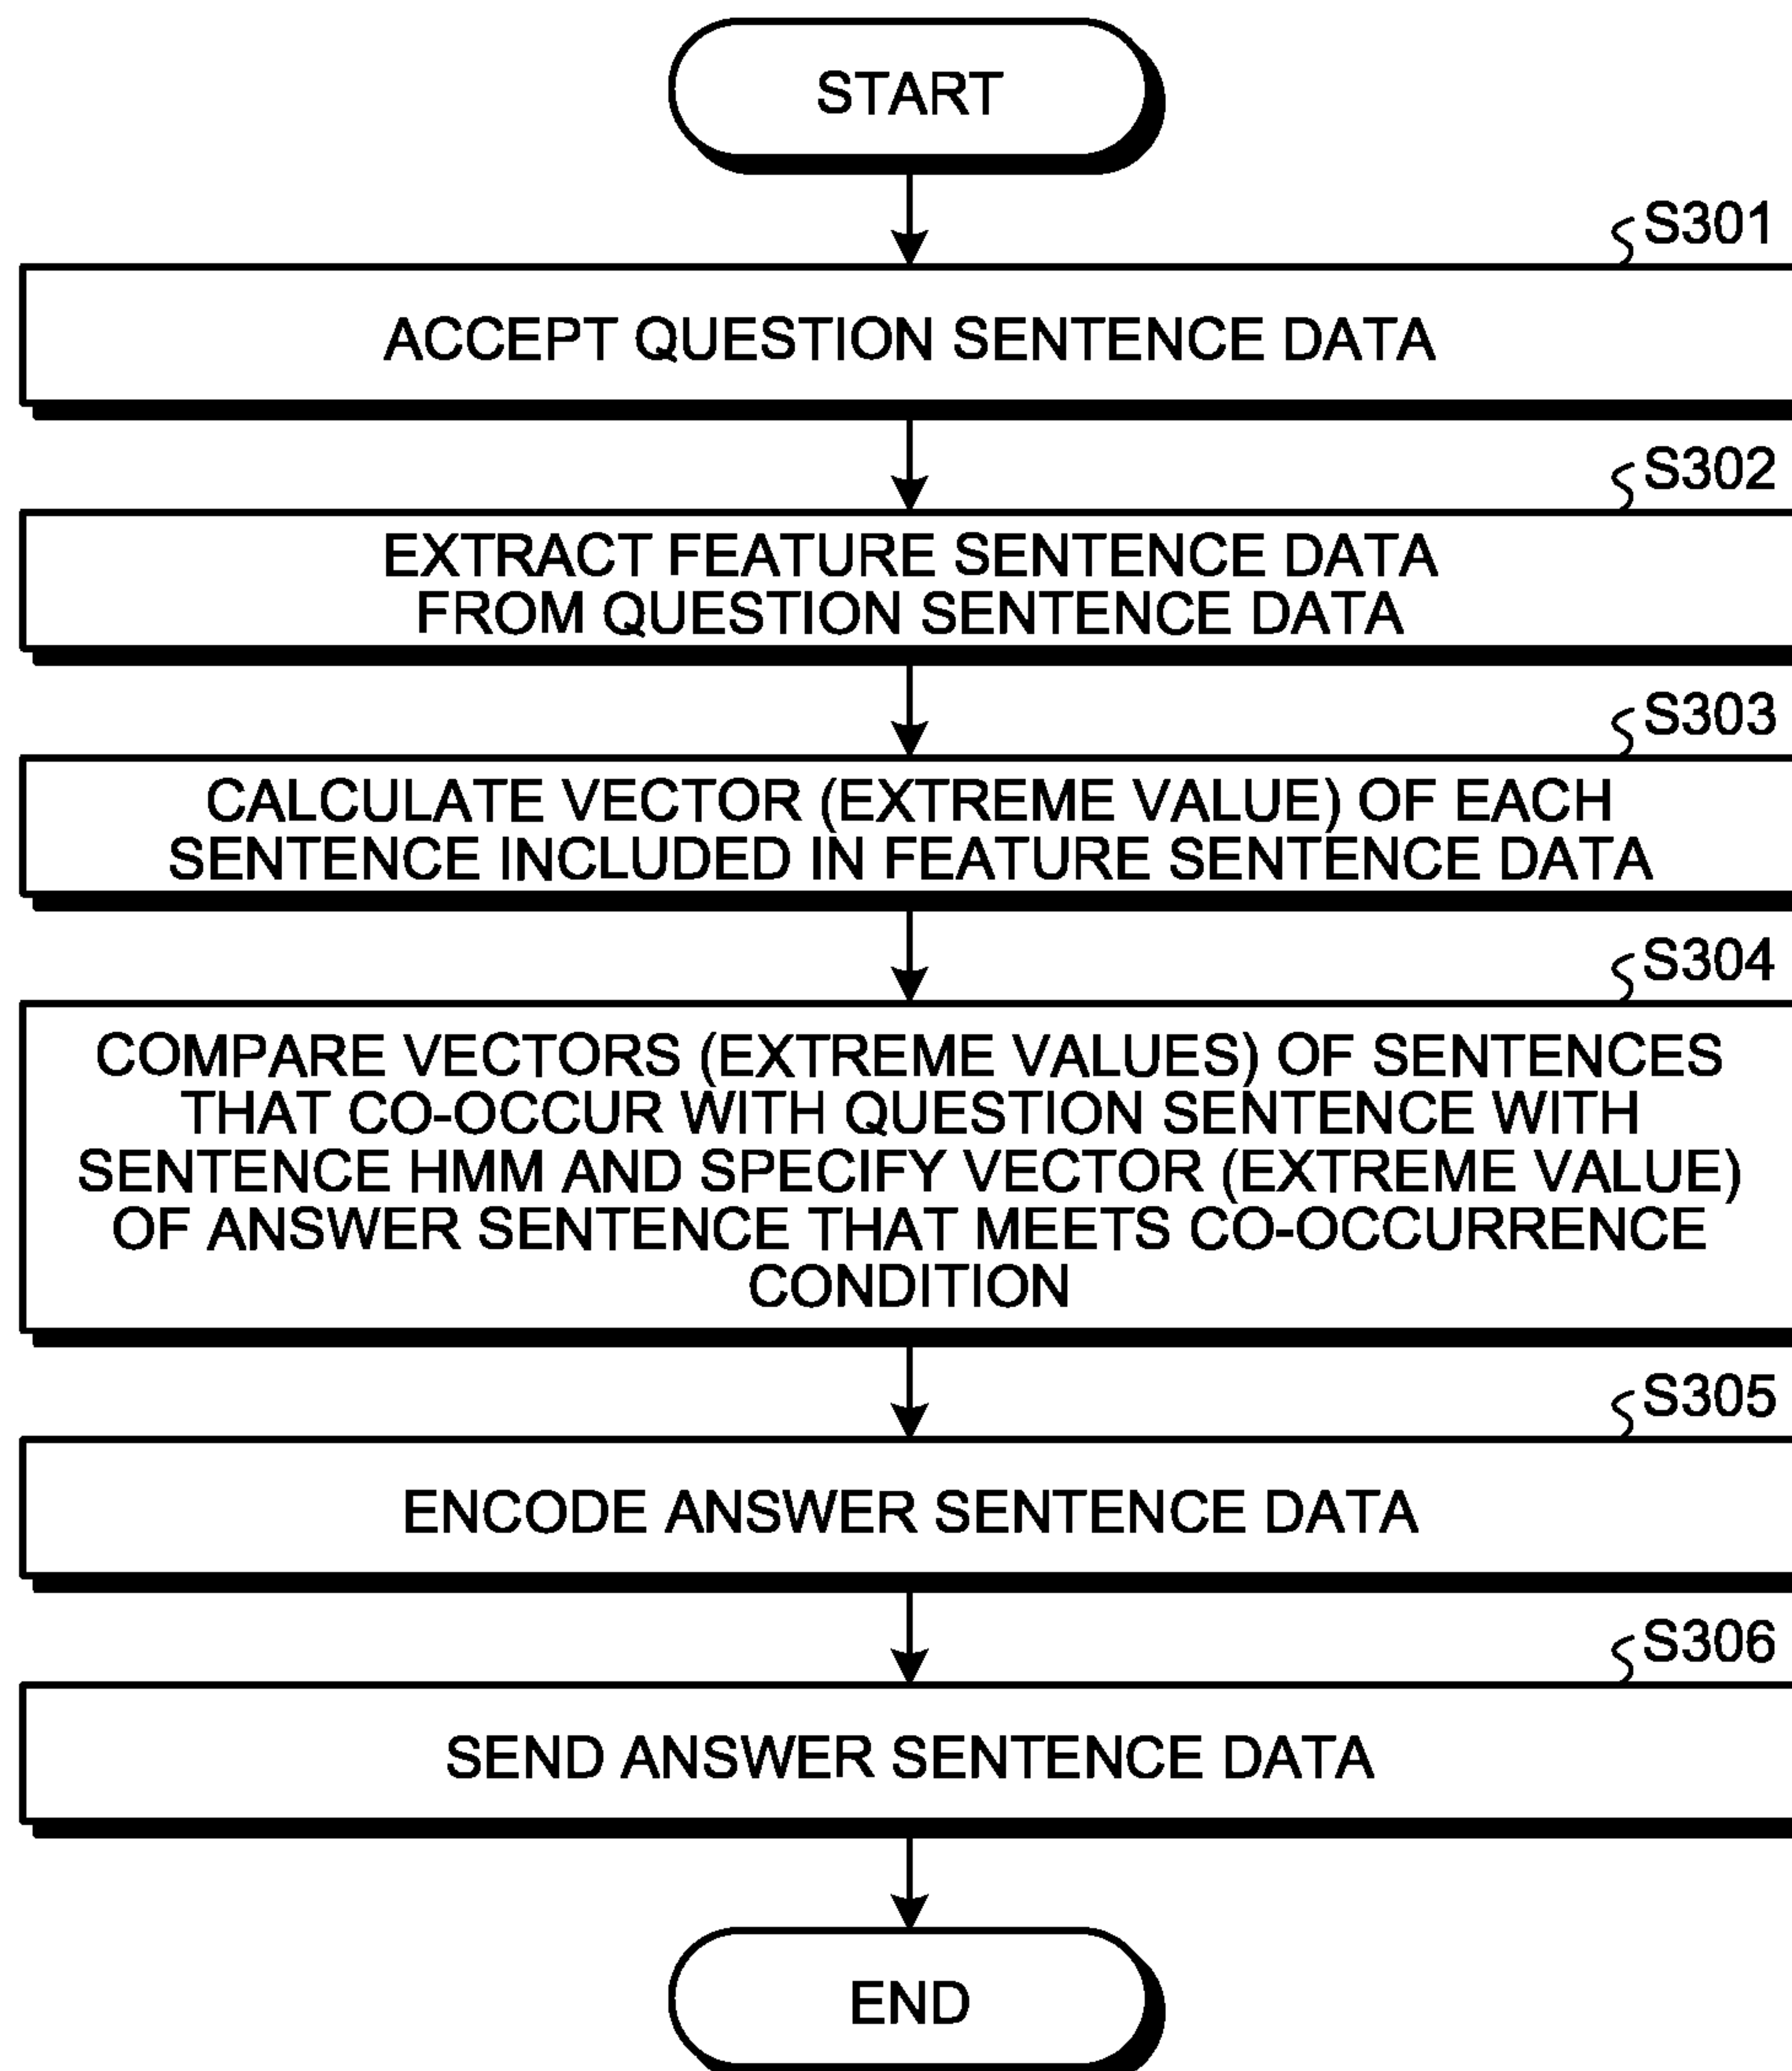 START
S301
ACCEPT QUESTION SENTENCE DATA
S302
EXTRACT FEATURE SENTENCE DATA
FROM QUESTION SENTENCE DATA
S303
CALCULATE VECTOR (EXTREME VALUE) OF EACH
SENTENCE INCLUDED IN FEATURE SENTENCE DATA
S304
COMPARE VECTORS (EXTREME VALUES) OF SENTENCES
THAT CO-OCCUR WITH QUESTION SENTENCE WITH
SENTENCE HMM AND SPECIFY VECTOR (EXTREME VALUE)
OF ANSWER SENTENCE THAT MEETS CO-OCCURRENCE
CONDITION
S305
ENCODE ANSWER SENTENCE DATA
S306
SEND ANSWER SENTENCE DATA
END